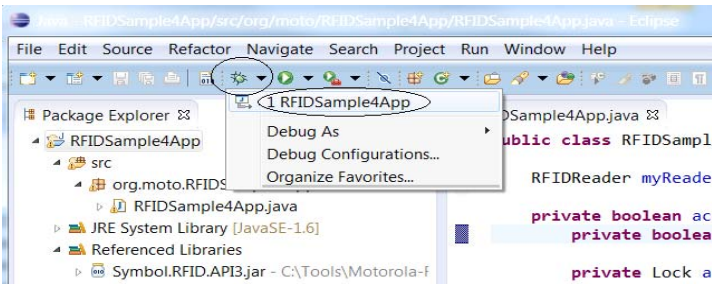 Java - RFIDSample4App/src/org/moto/RFIDSample4App/RFIDSample4App.java - Eclipse
File Edit Source Refactor Navigate Search Project Run Window Help
Package Explorer
RFIDSample4App
src
org.moto.RFIDS
RFIDSample4App.java
JRE System Library [JavaSE-1.6]
Referenced Libraries
Symbol.RFID.API3.jar - C:\Tools\Motorola-F
1 RFIDSample4App
Debug As
Debug Configurations...
Organize Favorites...
DSample4App.java
ublic class RFIDSampl
RFIDReader myReade
private boolean ac
private boolea
private Lock a